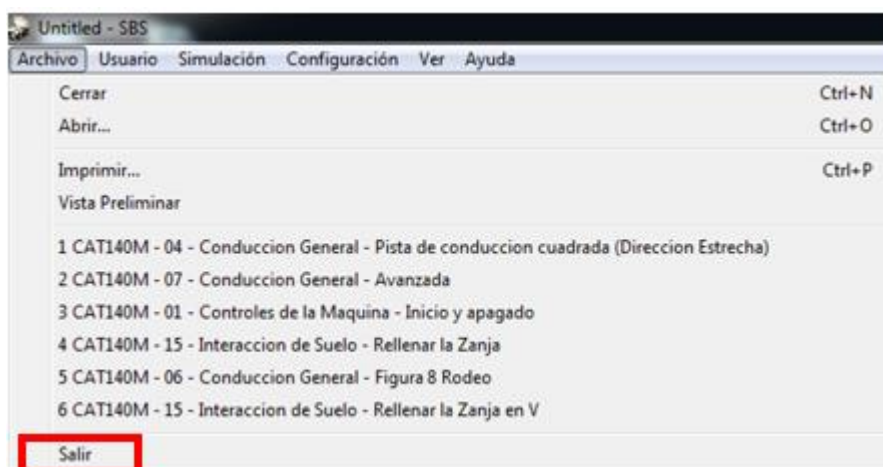 Untitled - SBS
Archivo Usuario Simulación Configuración Ver Ayuda
Cerrar Ctrl+N
Abrir... Ctrl+O
Imprimir... Ctrl+P
Vista Preliminar
1 CAT140M - 04 - Conduccion General - Pista de conduccion cuadrada (Direccion Estrecha)
2 CAT140M - 07 - Conduccion General - Avanzada
3 CAT140M - 01 - Controles de la Maquina - Inicio y apagado
4 CAT140M - 15 - Interaccion de Suelo - Rellenar la Zanja
5 CAT140M - 06 - Conduccion General - Figura 8 Rodeo
6 CAT140M - 15 - Interaccion de Suelo - Rellenar la Zanja en V
Salir